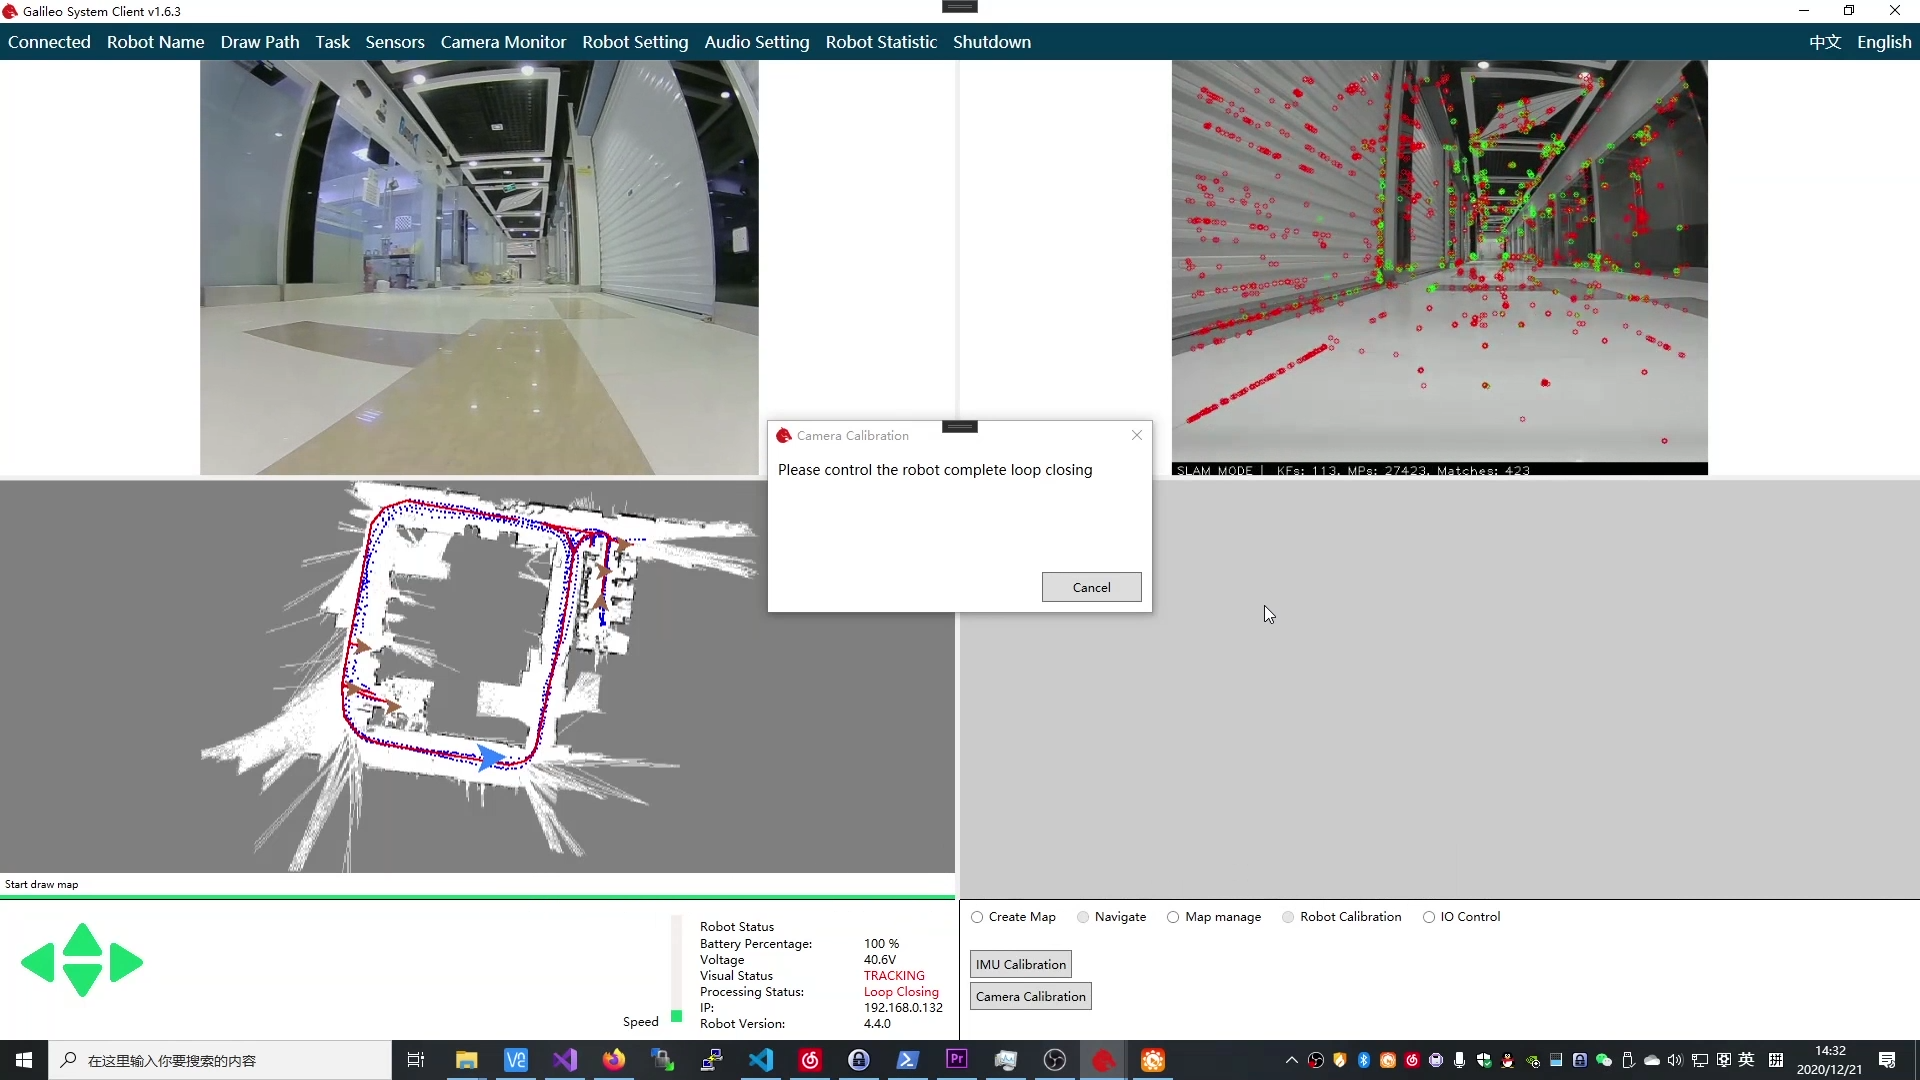 Galileo System Client v1.6.3
Connected Robot Name Draw Path Task Sensors Camera Monitor Robot Setting Audio Setting Robot Statistic Shutdown 中文 English
SLAM MODE | KFs: 113, MPs: 27423, Matches: 423
Camera Calibration
Please control the robot complete loop closing
Cancel
Start draw map
Speed
Robot Status
Battery Percentage: 100 %
Voltage 40.6V
Visual Status TRACKING
Processing Status: Loop Closing
IP: 192.168.0.132
Robot Version: 4.4.0
Create Map Navigate Map manage Robot Calibration IO Control
IMU Calibration
Camera Calibration
在这里输入你要搜索的内容
Pr
英
14:32
2020/12/21